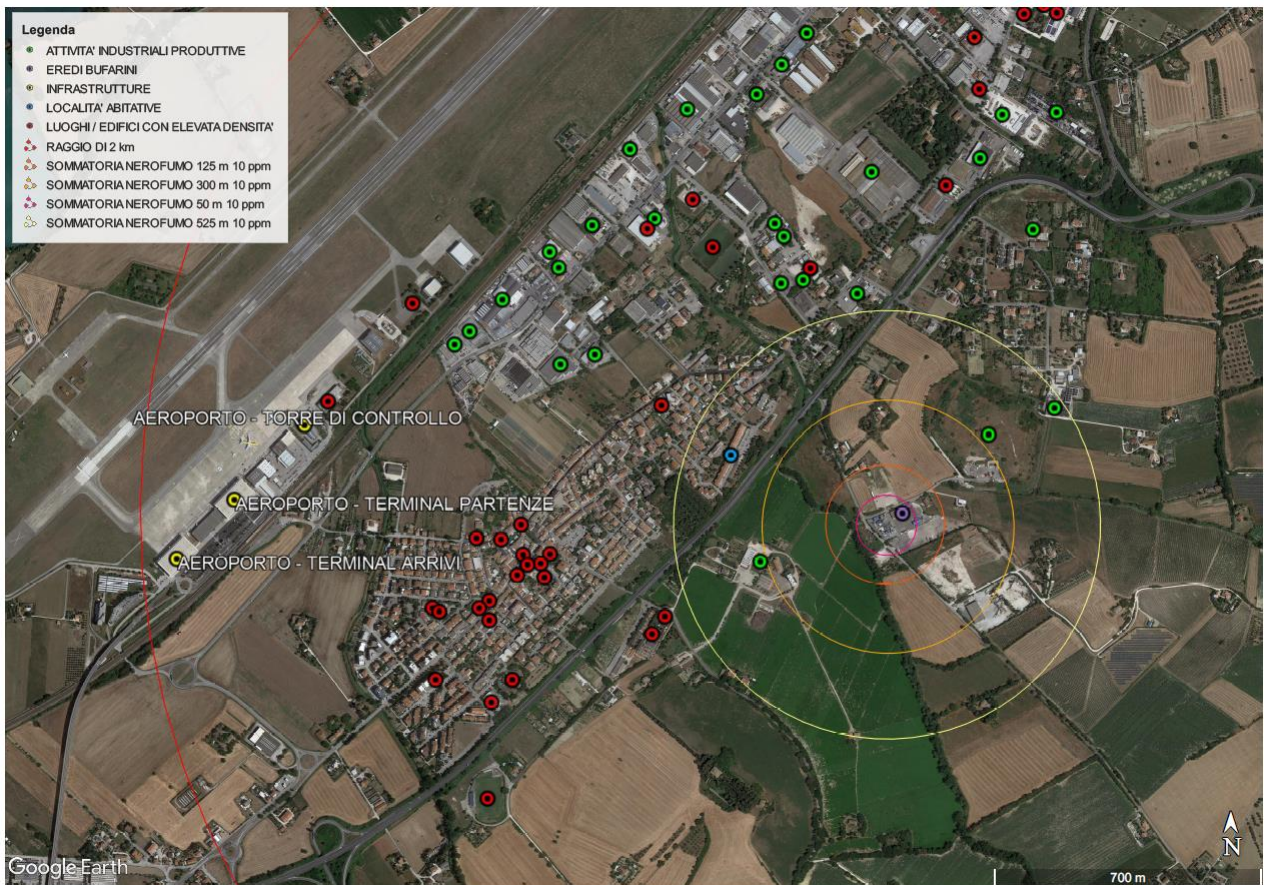 Legenda
ATTIVITA' INDUSTRIALI PRODUTTIVE
EREDI BUFARINI
INFRASTRUTTURE
LOCALITA' ABITATIVE
LUOGHI / EDIFICI CON ELEVATA DENSITA'
RAGGIO DI 2 km
SOMMATORIA NEROFUMO 125 m 10 ppm
SOMMATORIA NEROFUMO 300 m 10 ppm
SOMMATORIA NEROFUMO 50 m 10 ppm
SOMMATORIA NEROFUMO 525 m 10 ppm
AEROPORTO - TORRE DI CONTROLLO
AEROPORTO - TERMINAL PARTENZE
AEROPORTO - TERMINAL ARRIVI
N
Google Earth
700 m